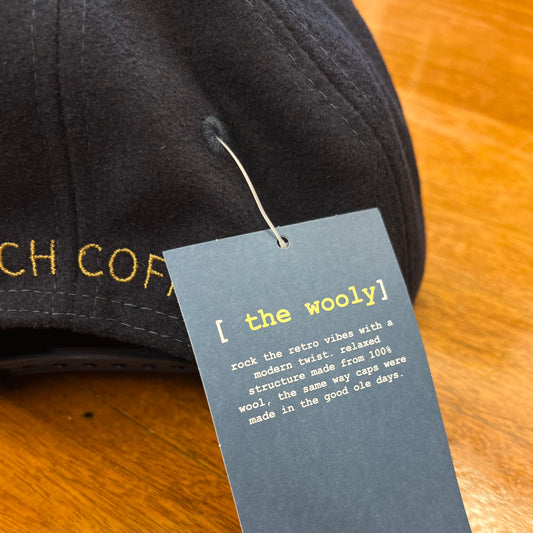 CH COF
[ the wooly]
rock the retro vibes with a
modern twist. relaxed
structure made from 100%
wool, the same way caps were
made in the good ole days.